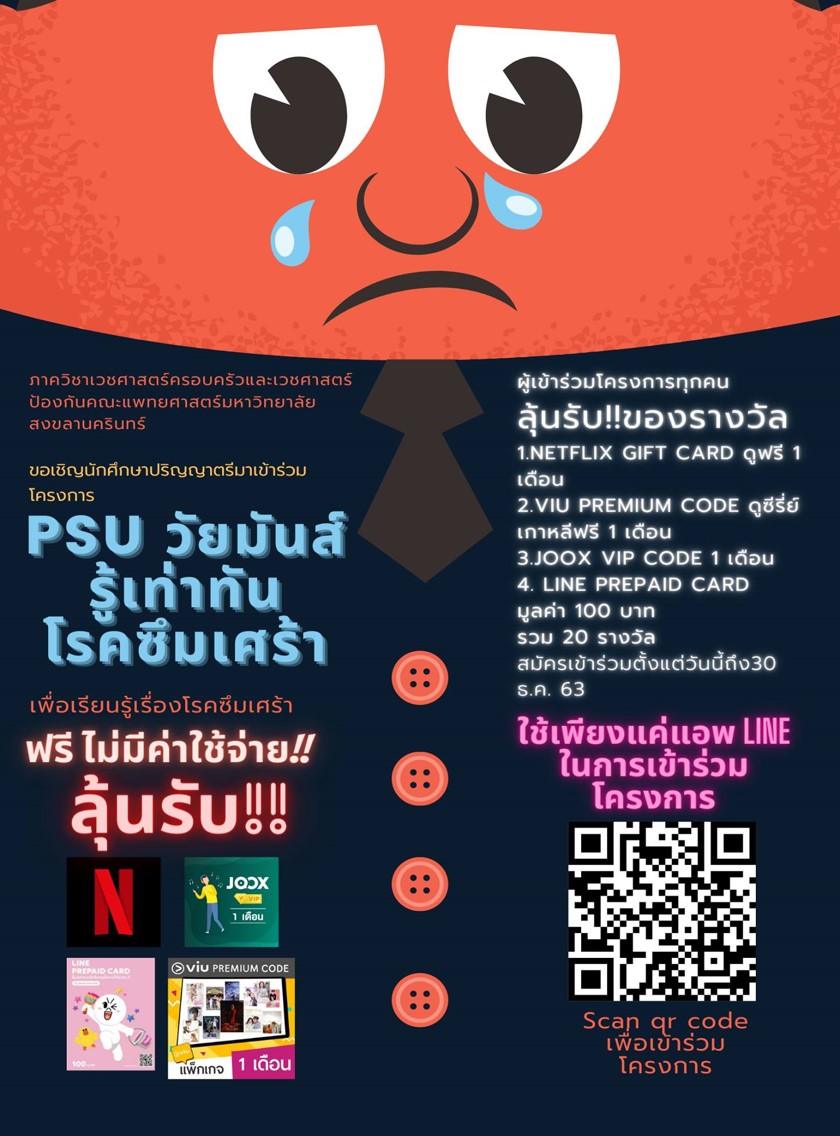 ภาควิชาเวชศาสตร์ครอบครัวและเวชศาสตร์
ป้องกันคณะแพทยศาสตร์มหาวิทยาลัย
สงขลานครินทร์
ขอเชิญนักศึกษาปริญญาตรีมาเข้าร่วม
โครงการ
PSU วัยมันส์
รู้เท่าทัน
โรคซึมเศร้า
เพื่อเรียนรู้เรื่องโรคซึมเศร้า
ฟรี ไม่มีค่าใช้จ่าย!!
ลุ้นรับ!!
N
JOOX
VIP
1 เดือน
LINE
PREPAID CARD
100
viu PREMIUM CODE
แพ็กเกจ 1 เดือน
ผู้เข้าร่วมโครงการทุกคน
ลุ้นรับ!!ของรางวัล
1.NETFLIX GIFT CARD ดูฟรี 1
เดือน
2.VIU PREMIUM CODE ดูซีรี่ย์
เกาหลีฟรี 1 เดือน
3.JOOX VIP CODE 1 เดือน
4. LINE PREPAID CARD
มูลค่า 100 บาท
รวม 20 รางวัล
สมัครเข้าร่วมตั้งแต่วันนี้ถึง30
ธ.ค. 63
ใช้เพียงแค่แอพ LINE
ในการเข้าร่วม
โครงการ
Scan qr code
เพื่อเข้าร่วม
โครงการ